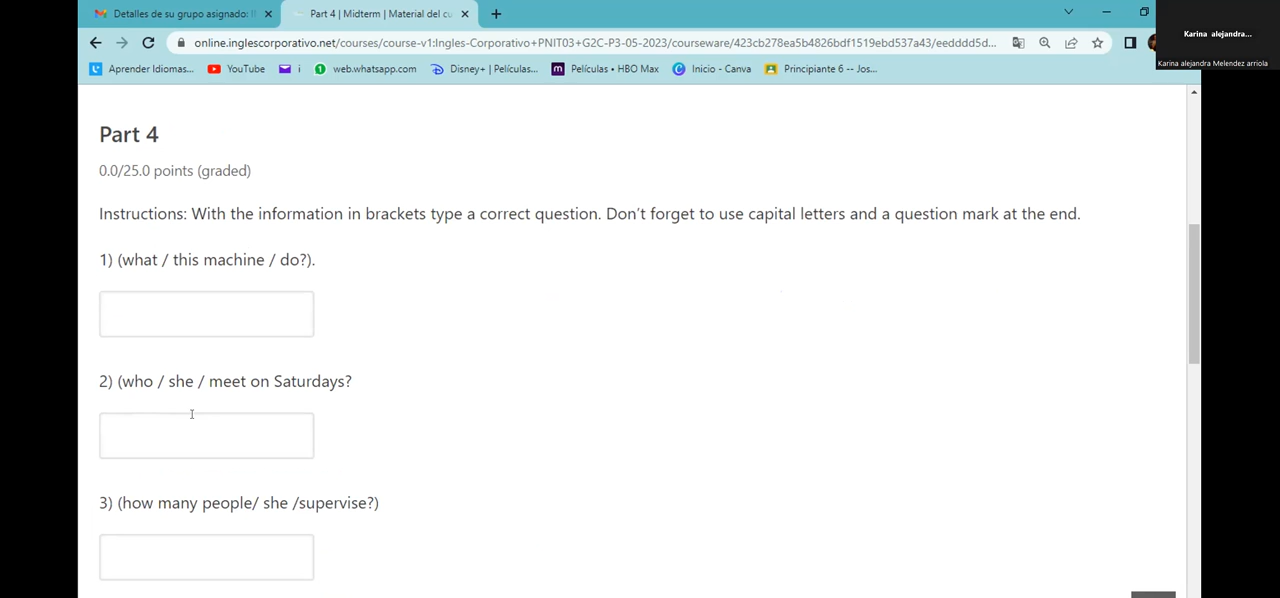 Detalles de su grupo asignado: I
Part 4 | Midterm | Material del cu
online.inglescorporativo.net/courses/course-v1:Ingles-Corporativo+PNIT03+G2C-P3-05-2023/courseware/423cb278ea5b4826bdf1519ebd537a43/eedddd5d...
Karina alejandra...
Karina alejandra Melendez arriola
Aprender Idiomas... YouTube i web.whatsapp.com Disney+ | Películas... Películas • HBO Max Inicio - Canva Principiante 6 -- Jos...
Part 4
0.0/25.0 points (graded)
Instructions: With the information in brackets type a correct question. Don't forget to use capital letters and a question mark at the end.
1) (what / this machine / do?).
2) (who / she / meet on Saturdays?
3) (how many people/ she /supervise?)